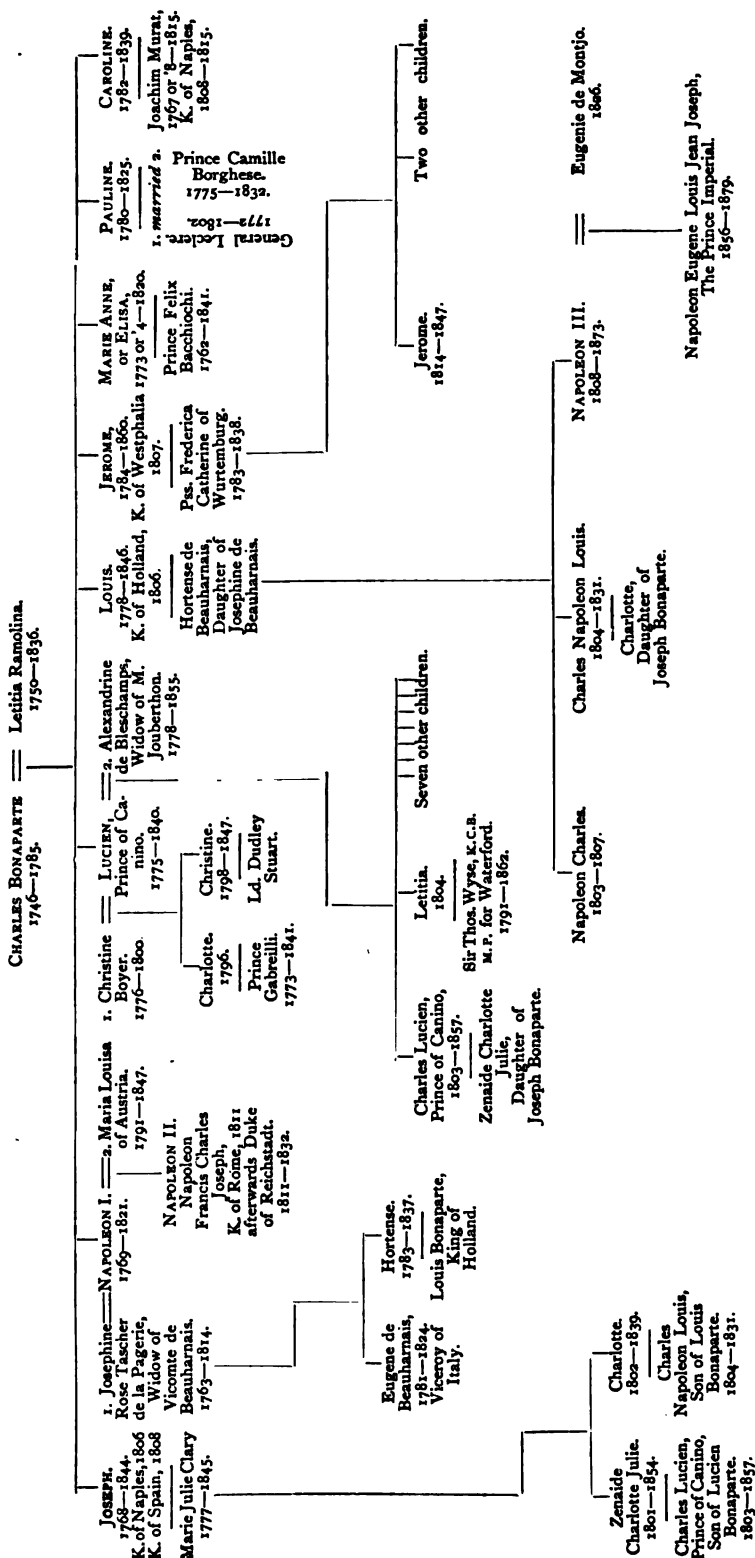 CHARLES BONAPARTE == Letitia Ramolina.
1746—1785. 1750—1836.
JOSEPH.
1768—1844.
K. of Naples, 1806
K. of Spain, 1808
Marie Julie Clary
1777—1845.
1. Josephine == NAPOLEON I. == 2. Maria Louisa
Rose Tascher
de la Pagerie,
Widow of
Vicomte de
Beauharnais.
1763—1814.
1769—1821.
of Austria.
1791—1847.
NAPOLEON II.
Napoleon
Francis Charles
Joseph,
K. of Rome, 1811
afterwards Duke
of Reichstadt.
1811—1832.
1. Christine == LUCIEN, == 2. Alexandrine
Boyer.
1776—1800.
Prince of Ca-
nino.
1775—1840.
de Bleschamps,
Widow of M.
Jouberthon.
1778—1855.
Charlotte.
1796.
Prince
Gabreilli.
1773—1841.
Christine.
1798—1847.
Ld. Dudley
Stuart.
LOUIS.
1778—1846.
K. of Holland,
1806.
Hortense de
Beauharnais,
Daughter of
Josephine de
Beauharnais.
JEROME,
1784—1860.
K. of Westphalia
1807.
Pss. Frederica
Catherine of
Wurtemburg.
1783—1838.
MARIE ANNE,
or ELISA,
1773 or '4—1820.
Prince Felix
Bacchiochi.
1762—1841.
PAULINE.
1780—1825.
1. married 2.
General Leclerc.
1772—1802.
Prince Camille
Borghese.
1775—1832.
CAROLINE.
1782—1839.
Joachim Murat,
1767 or '8—1815.
K. of Naples,
1808—1815.
Eugene de
Beauharnais,
1781—1824.
Viceroy of
Italy.
Hortense.
1783—1837.
Louis Bonaparte,
King of
Holland.
Charles Lucien,
Prince of Canino,
1803—1857.
Zenaide Charlotte
Julie,
Daughter of
Joseph Bonaparte.
Letitia.
1804.
Sir Thos. Wyse, K.C.B.
M.P. for Waterford.
1791—1862.
Seven other children.
Jerome.
1814—1847.
Two other children.
Zenaide
Charlotte Julie.
1801—1854.
Charles Lucien,
Prince of Canino,
Son of Lucien
Bonaparte.
1803—1857.
Charlotte.
1802—1839.
Charles
Napoleon Louis,
Son of Louis
Bonaparte.
1804—1831.
Napoleon Charles.
1803—1807.
Charles Napoleon Louis.
1804—1831.
Charlotte,
Daughter of
Joseph Bonaparte.
NAPOLEON III. == Eugenie de Montjo.
1808—1873. 1826.
Napoleon Eugene Louis Jean Joseph,
The Prince Imperial.
1856—1879.